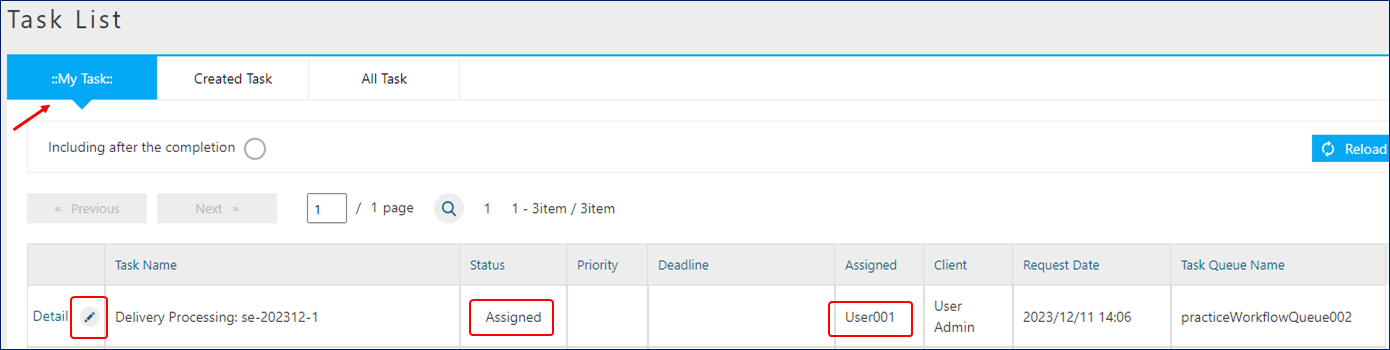 Task List
::My Task:: Created Task All Task
Including after the completion
Reload
« Previous Next » 1 / 1 page 1 1 - 3item / 3item
Task Name Status Priority Deadline Assigned Client Request Date Task Queue Name
Detail Delivery Processing: se-202312-1 Assigned User001 User Admin 2023/12/11 14:06 practiceWorkflowQueue002